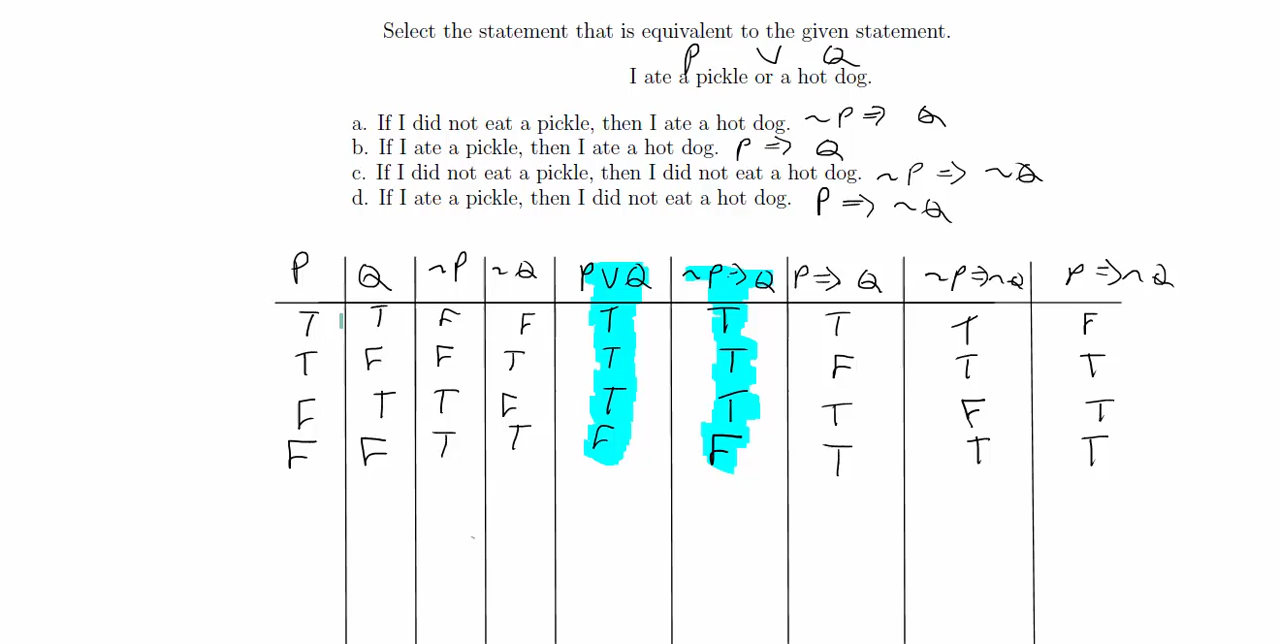 Select the statement that is equivalent to the given statement.
P V Q
I ate a pickle or a hot dog.
a. If I did not eat a pickle, then I ate a hot dog. ~P => Q
b. If I ate a pickle, then I ate a hot dog. P => Q
c. If I did not eat a pickle, then I did not eat a hot dog. ~P => ~Q
d. If I ate a pickle, then I did not eat a hot dog. P => ~Q
P Q ~P ~Q P V Q ~P=>Q P=> Q ~P=>~Q P=>~Q
T T F F T T T T F
T F F T T T F T T
F T T F T T T F T
F F T T F F T T T